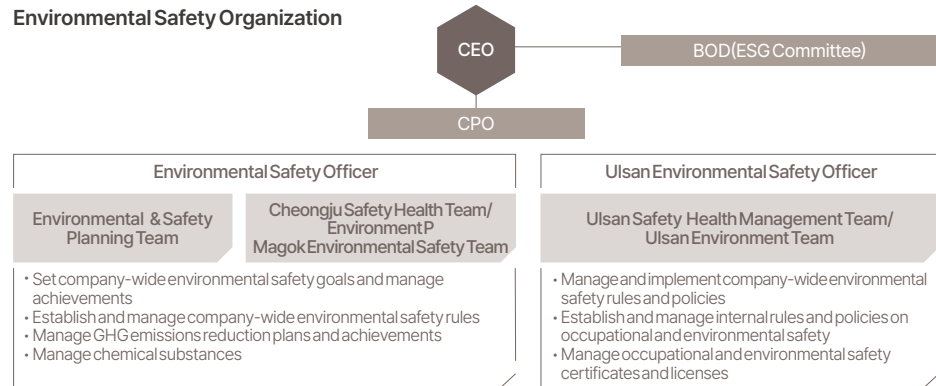 Environmental Safety Organization
CEO
BOD(ESG Committee)
CPO
Environmental Safety Officer
Environmental & Safety
Planning Team
Cheongju Safety Health Team/
Environment P
Magok Environmental Safety Team
• Set company-wide environmental safety goals and manage
achievements
• Establish and manage company-wide environmental safety rules
• Manage GHG emissions reduction plans and achievements
• Manage chemical substances
Ulsan Environmental Safety Officer
Ulsan Safety Health Management Team/
Ulsan Environment Team
• Manage and implement company-wide environmental
safety rules and policies
• Establish and manage internal rules and policies on
occupational and environmental safety
• Manage occupational and environmental safety
certificates and licenses